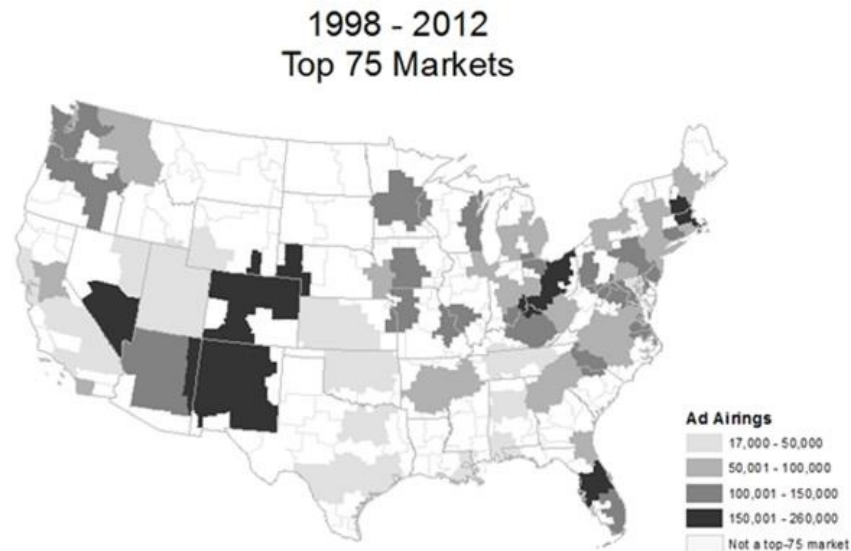 1998 - 2012
Top 75 Markets
Ad Airings
17,000 - 50,000
50,001 - 100,000
100,001 - 150,000
150,001 - 260,000
Not a top-75 market